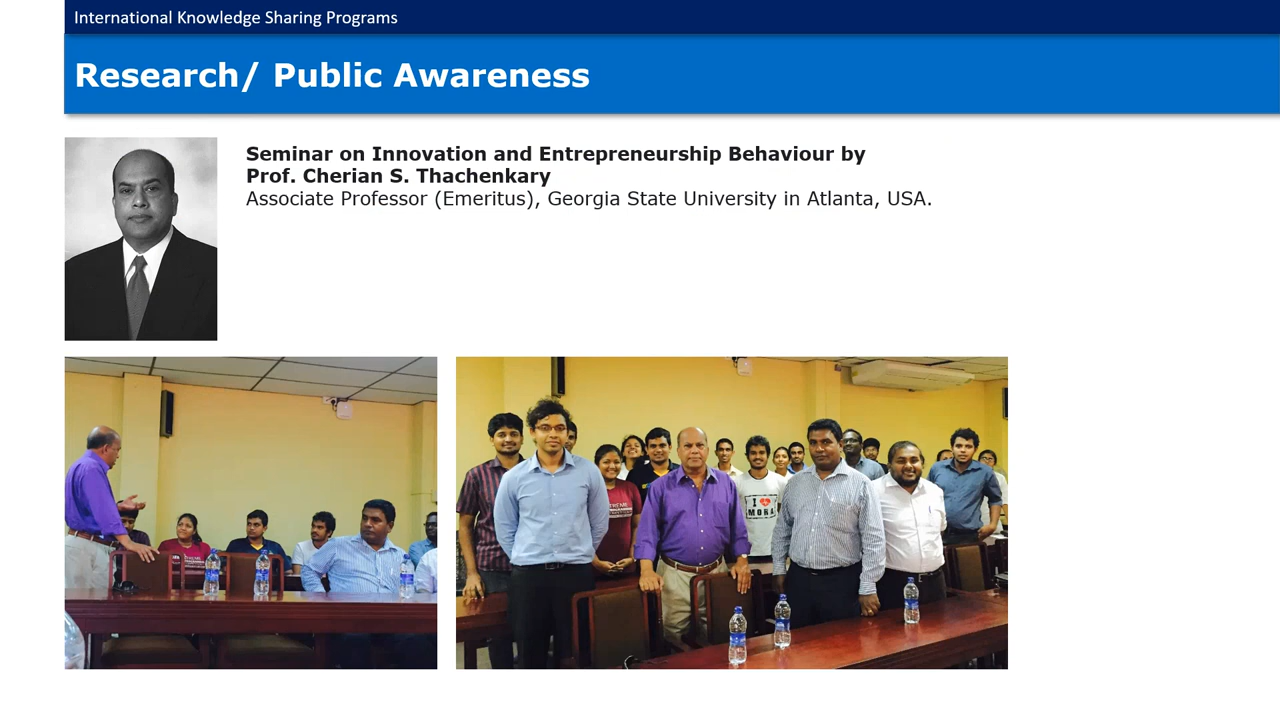 International Knowledge Sharing Programs
Research/ Public Awareness
Seminar on Innovation and Entrepreneurship Behaviour by
Prof. Cherian S. Thachenkary
Associate Professor (Emeritus), Georgia State University in Atlanta, USA.
I
MORA